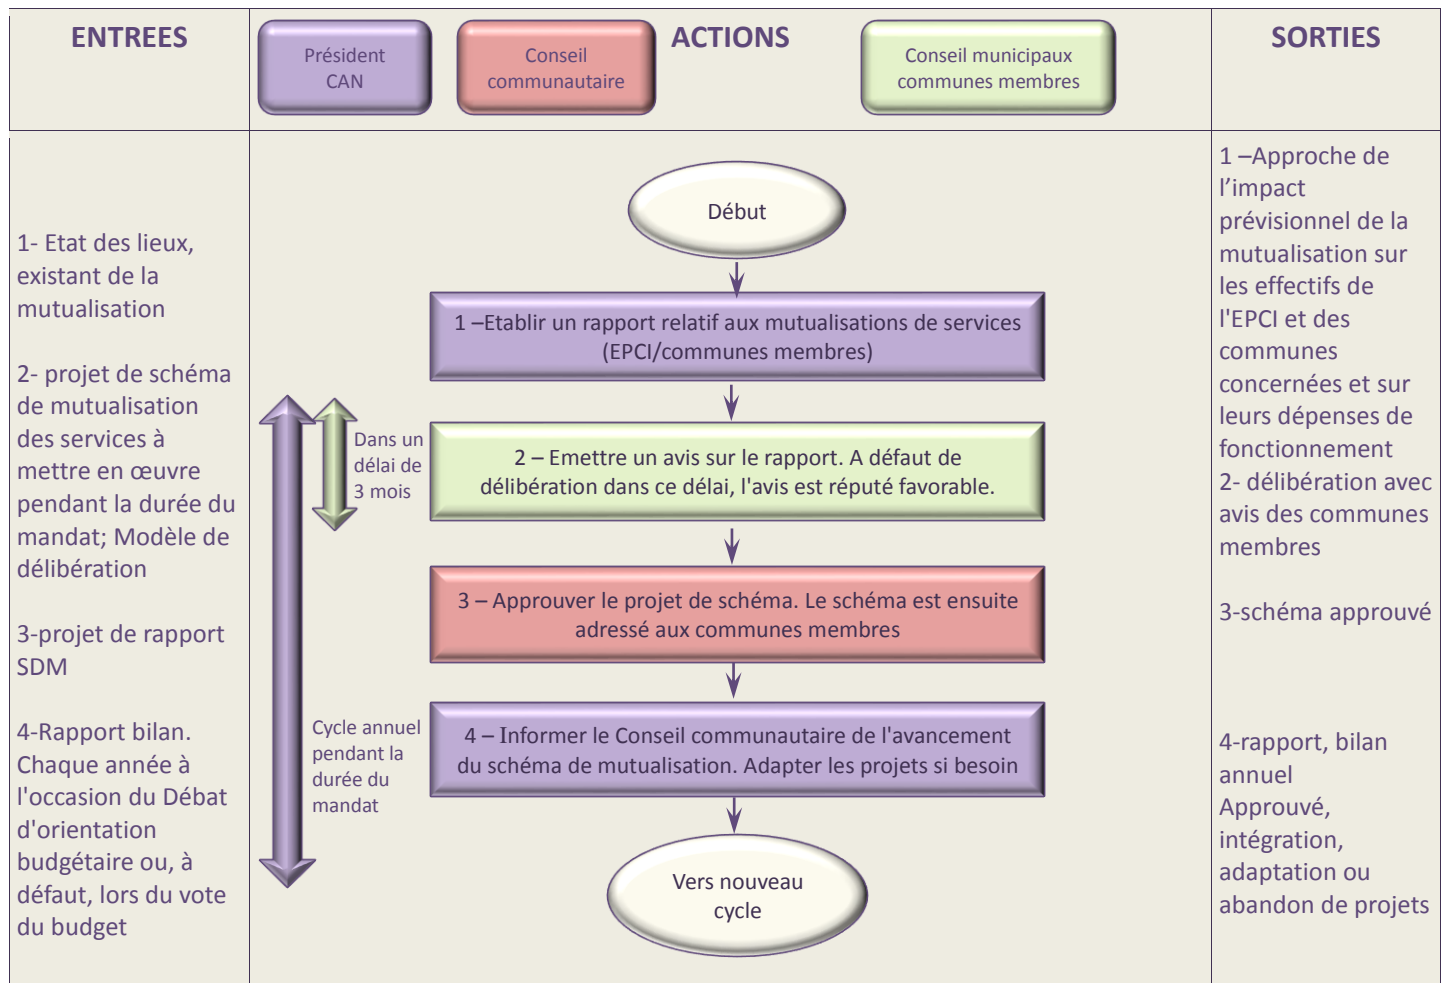 ENTREES
ACTIONS
SORTIES
Président
CAN
Conseil
communautaire
Conseil municipaux
communes membres
1- Etat des lieux,
existant de la
mutualisation
2- projet de schéma
de mutualisation
des services à
mettre en œuvre
pendant la durée du
mandat; Modèle de
délibération
3-projet de rapport
SDM
4-Rapport bilan.
Chaque année à
l'occasion du Débat
d'orientation
budgétaire ou, à
défaut, lors du vote
du budget
Début
1 –Etablir un rapport relatif aux mutualisations de services
(EPCI/communes membres)
Dans un
délai de
3 mois
2 – Emettre un avis sur le rapport. A défaut de
délibération dans ce délai, l'avis est réputé favorable.
3 – Approuver le projet de schéma. Le schéma est ensuite
adressé aux communes membres
Cycle annuel
pendant la
durée du
mandat
4 – Informer le Conseil communautaire de l'avancement
du schéma de mutualisation. Adapter les projets si besoin
Vers nouveau
cycle
1 –Approche de
l’impact
prévisionnel de la
mutualisation sur
les effectifs de
l'EPCI et des
communes
concernées et sur
leurs dépenses de
fonctionnement
2- délibération avec
avis des communes
membres
3-schéma approuvé
4-rapport, bilan
annuel
Approuvé,
intégration,
adaptation ou
abandon de projets